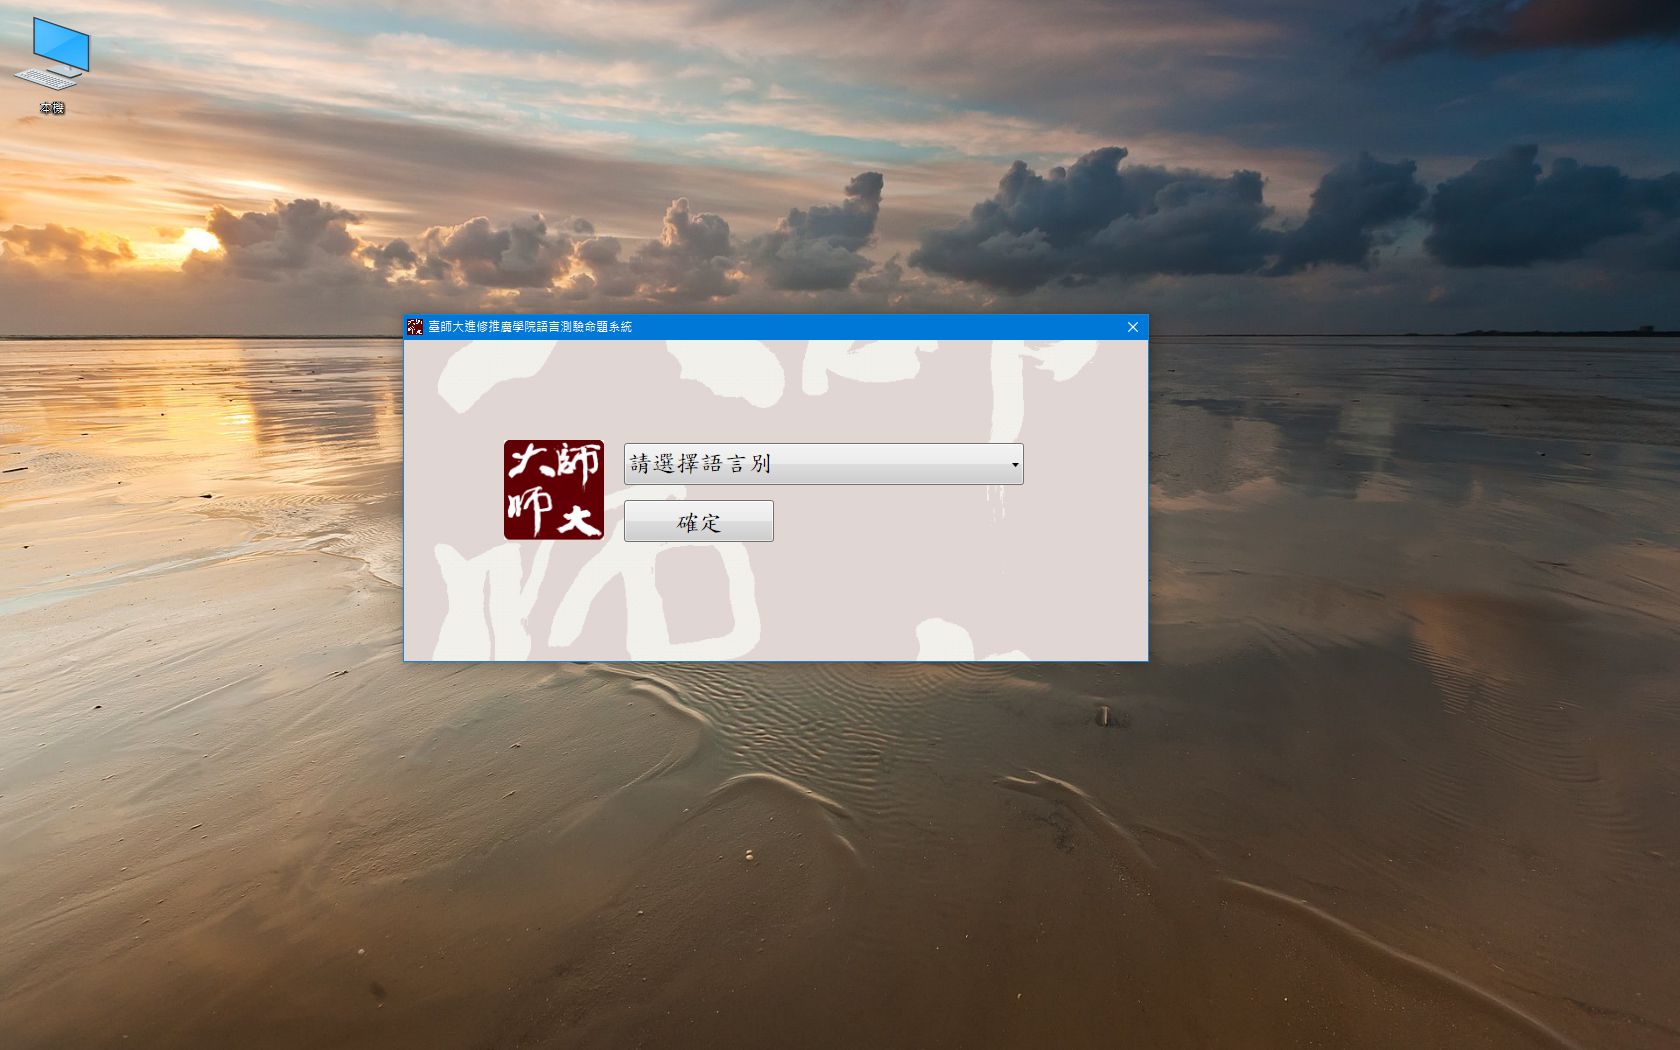 本機
臺師大進修推廣學院語言測驗命題系統
大師
師大
請選擇語言別
確定